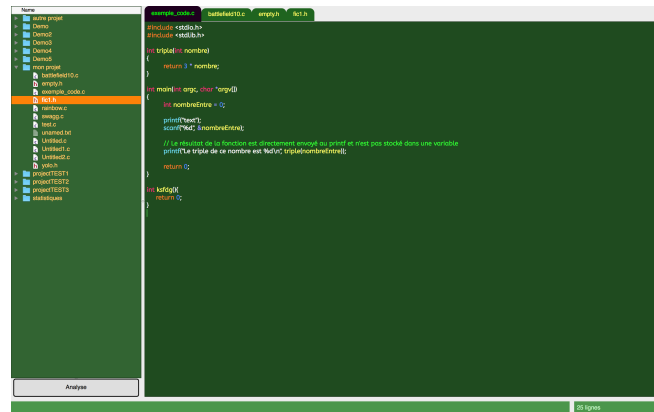 Name
autre projet
Demo
Demo2
Demo3
Demo4
Demo5
mon projet
battlefield10.c
empty.h
exemple_code.c
fic1.h
rainbow.c
swagg.c
test.c
unamed.txt
Untitled.c
Untitled1.c
Untitled2.c
yolo.h
projectTEST1
projectTEST2
projectTEST3
statistiques
Analyse
exemple_code.c battlefield10.c empty.h fic1.h
#include <stdio.h>
#include <stdlib.h>
int triple(int nombre)
{
return 3 * nombre;
}
int main(int argc, char *argv[])
{
int nombreEntre = 0;
printf("text");
scanf("%d", &nombreEntre);
// Le résultat de la fonction est directement envoyé au printf et n'est pas stocké dans une variable
printf("Le triple de ce nombre est %d\n", triple(nombreEntre));
return 0;
}
int ksfdg(){
return 0;
}
25 lignes